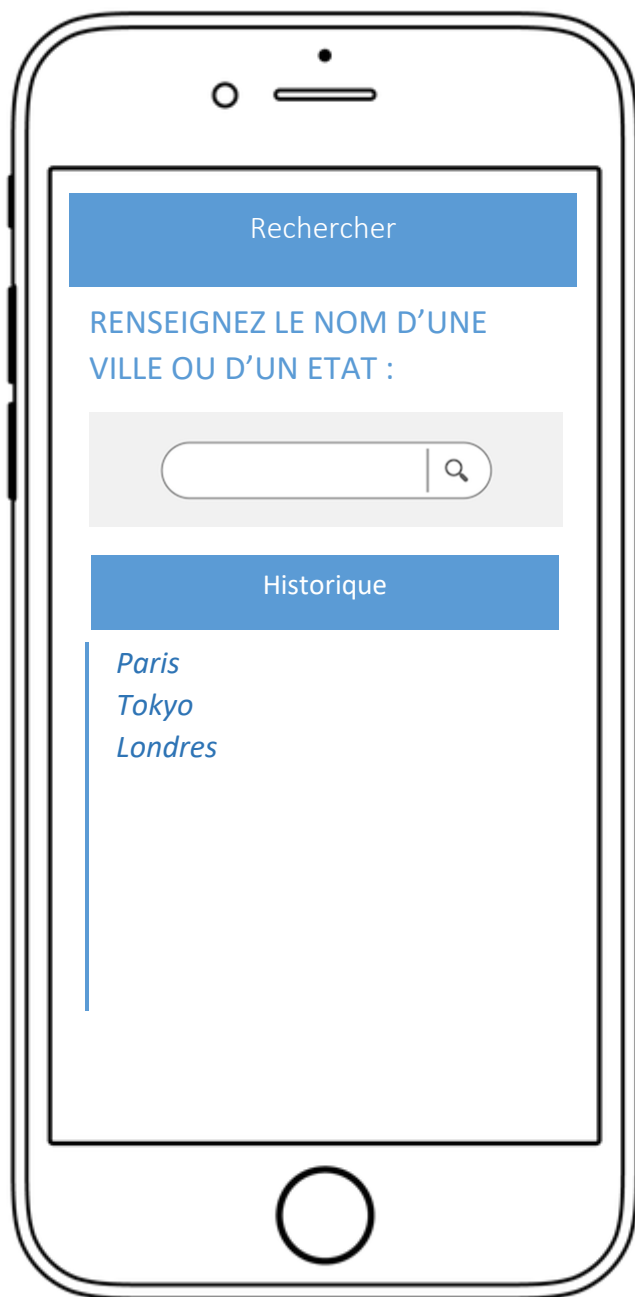 Rechercher
RENSEIGNEZ LE NOM D’UNE
VILLE OU D’UN ETAT :
Historique
Paris
Tokyo
Londres